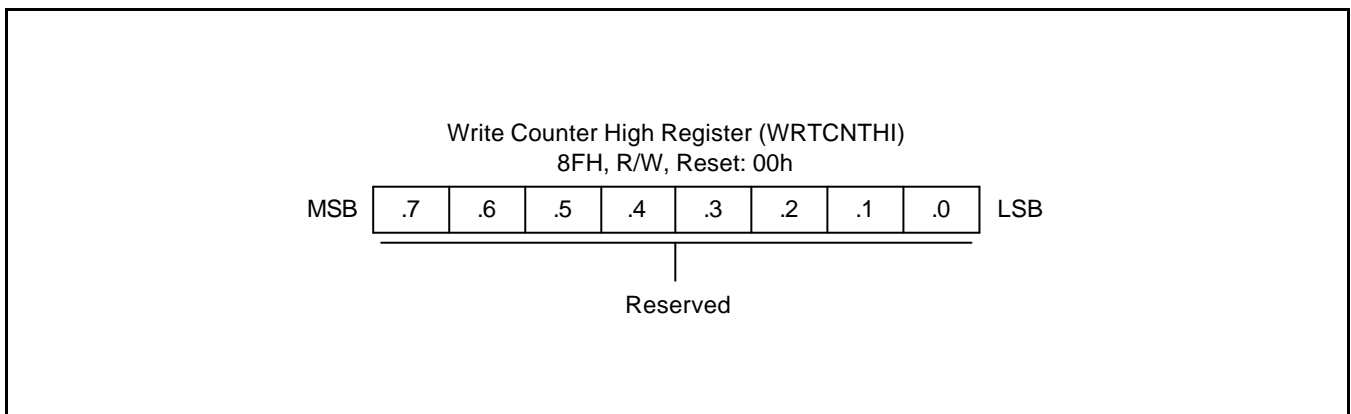 Write Counter High Register (WRTCNTHI)
8FH, R/W, Reset: 00h
MSB .7 .6 .5 .4 .3 .2 .1 .0 LSB
Reserved